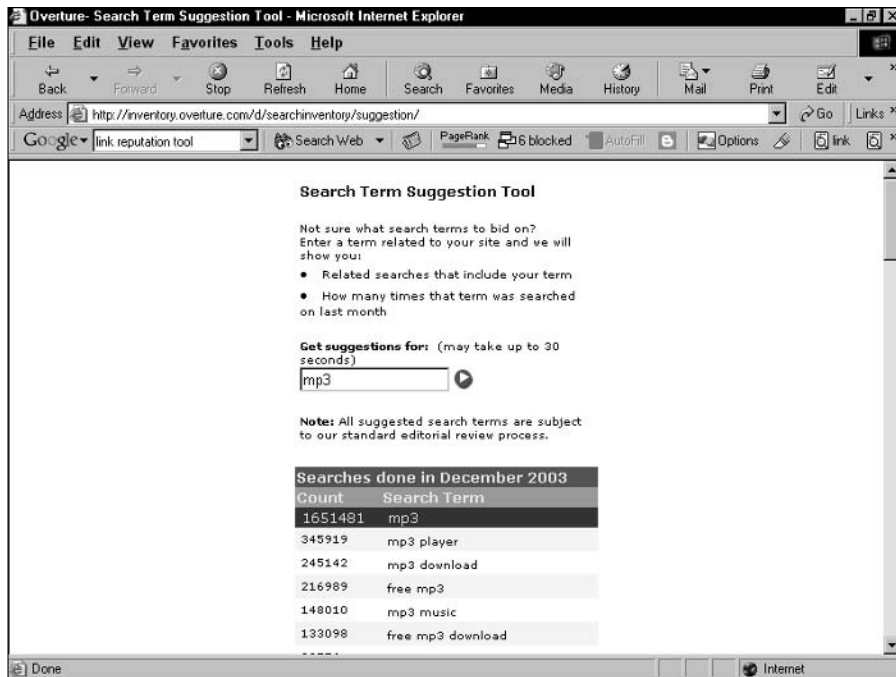 Overture- Search Term Suggestion Tool - Microsoft Internet Explorer
File Edit View Favorites Tools Help
Back Forward Stop Refresh Home Search Favorites Media History Mail Print Edit
Address http://inventory.overture.com/d/searchinventory/suggestion/ Go Links »
Google link reputation tool Search Web PageRank 6 blocked AutoFill Options link »
Search Term Suggestion Tool
Not sure what search terms to bid on?
Enter a term related to your site and we will
show you:
• Related searches that include your term
• How many times that term was searched
on last month
Get suggestions for: (may take up to 30
seconds)
mp3
Note: All suggested search terms are subject
to our standard editorial review process.
Searches done in December 2003
Count Search Term
1651481 mp3
345919 mp3 player
245142 mp3 download
216989 free mp3
148010 mp3 music
133098 free mp3 download
Done Internet